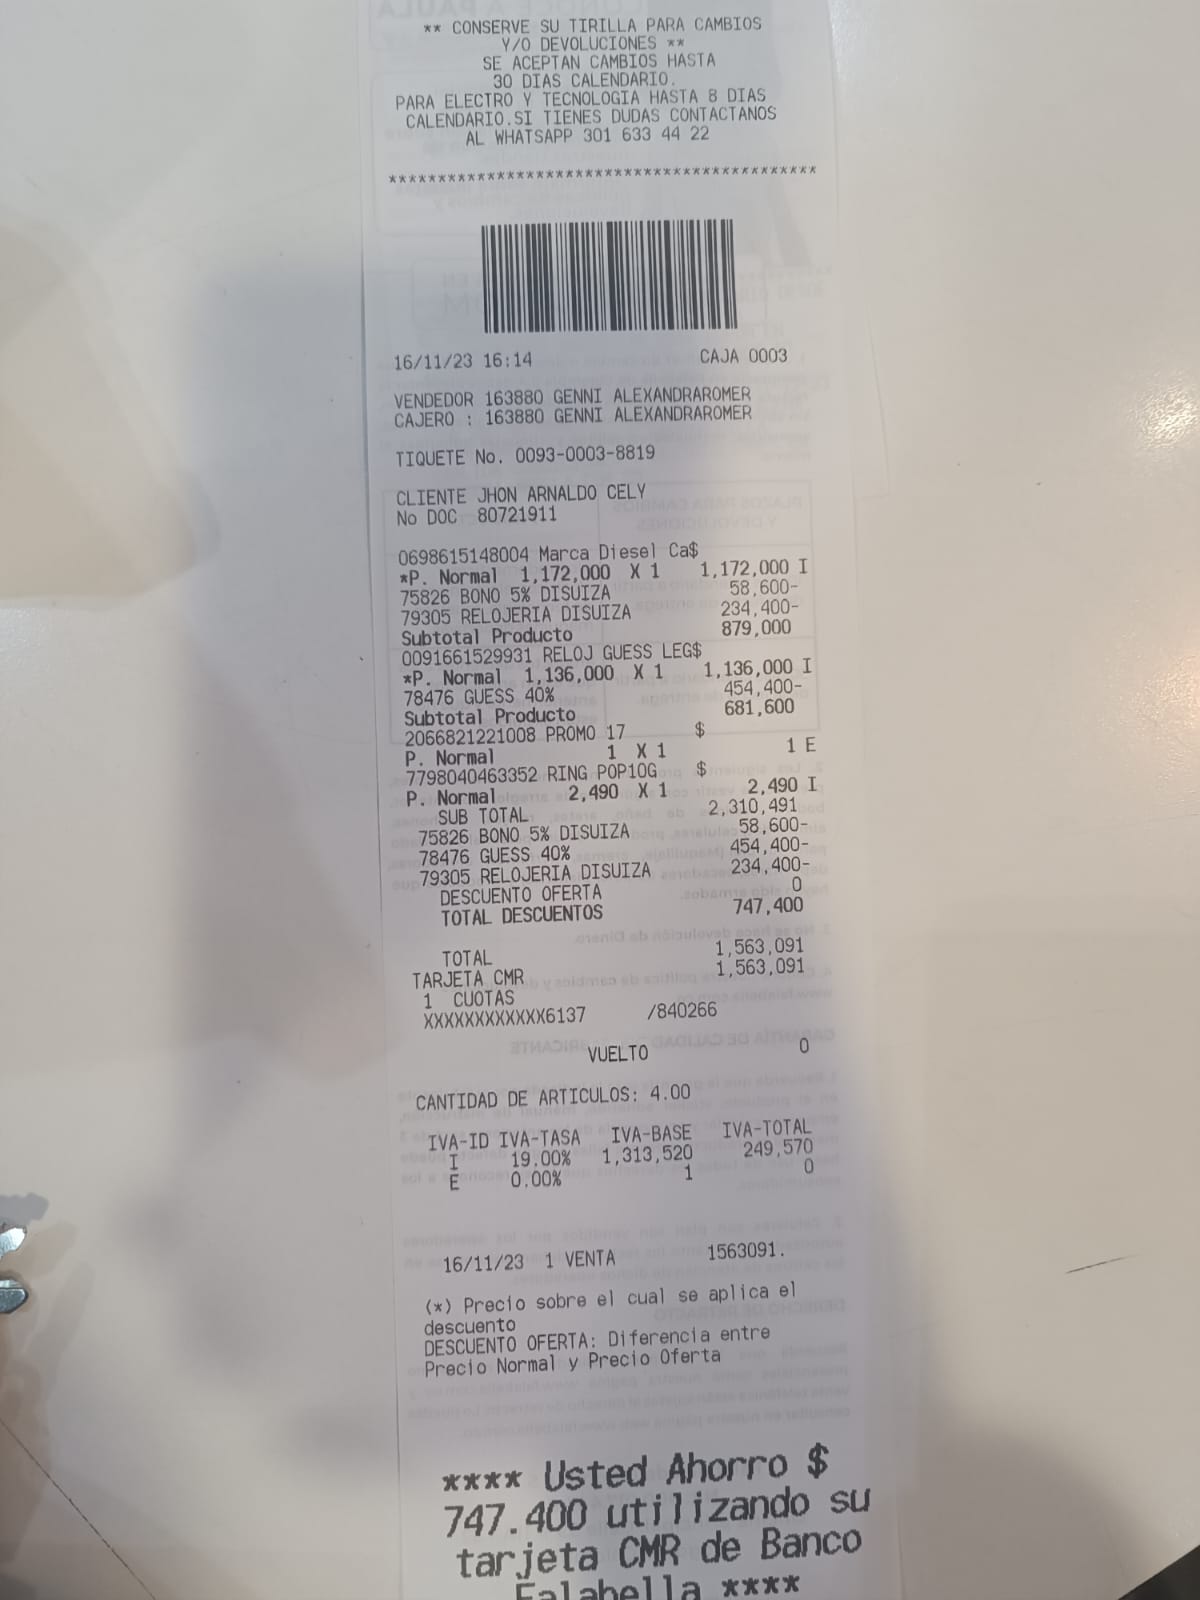 ** CONSERVE SU TIRILLA PARA CAMBIOS
Y/O DEVOLUCIONES **
SE ACEPTAN CAMBIOS HASTA
30 DIAS CALENDARIO.
PARA ELECTRO Y TECNOLOGIA HASTA 8 DIAS
CALENDARIO.SI TIENES DUDAS CONTACTANOS
AL WHATSAPP 301 633 44 22
*******************************************
16/11/23 16:14 CAJA 0003
VENDEDOR 163880 GENNI ALEXANDRAROMER
CAJERO : 163880 GENNI ALEXANDRAROMER
TIQUETE No. 0093-0003-8819
CLIENTE JHON ARNALDO CELY
No DOC 80721911
0698615148004 Marca Diesel Ca$
*P. Normal 1,172,000 X 1 1,172,000 I
75826 BONO 5% DISUIZA 58,600-
79305 RELOJERIA DISUIZA 234,400-
Subtotal Producto 879,000
0091661529931 RELOJ GUESS LEG$
*P. Normal 1,136,000 X 1 1,136,000 I
78476 GUESS 40% 454,400-
Subtotal Producto 681,600
2066821221008 PROMO 17 $
P. Normal 1 X 1 1 E
7798040463352 RING POP10G $
P. Normal 2,490 X 1 2,490 I
SUB TOTAL 2,310,491
75826 BONO 5% DISUIZA 58,600-
78476 GUESS 40% 454,400-
79305 RELOJERIA DISUIZA 234,400-
DESCUENTO OFERTA 0
TOTAL DESCUENTOS 747,400
TOTAL 1,563,091
TARJETA CMR 1,563,091
1 CUOTAS
XXXXXXXXXXXX6137 /840266
VUELTO 0
CANTIDAD DE ARTICULOS: 4.00
IVA-ID IVA-TASA IVA-BASE IVA-TOTAL
I 19.00% 1,313,520 249,570
E 0.00% 1 0
16/11/23 1 VENTA 1563091.
(*) Precio sobre el cual se aplica el
descuento
DESCUENTO OFERTA: Diferencia entre
Precio Normal y Precio Oferta
**** Usted Ahorro $
747.400 utilizando su
tarjeta CMR de Banco
Falabella ****